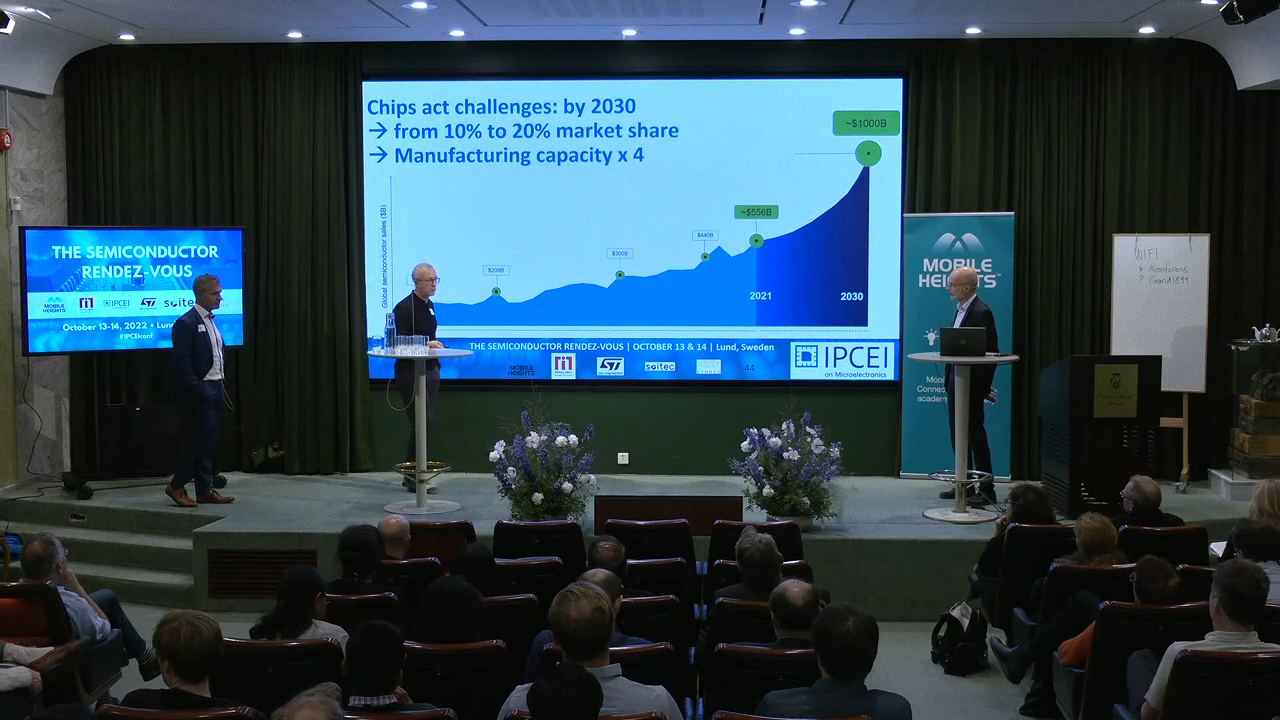 Chips act challenges: by 2030
→ from 10% to 20% market share
→ Manufacturing capacity x 4
~$1000B
~$556B
$440B
$300B
$200B
Global semiconductor sales ($B)
2021
2030
THE SEMICONDUCTOR RENDEZ-VOUS | OCTOBER 13 & 14 | Lund, Sweden
MOBILE HEIGHTS
ST
soitec
44
IPCEI
on Microelectronics
THE SEMICONDUCTOR
RENDEZ-VOUS
MOBILE HEIGHTS
IPCEI
ST
soitec
October 13-14, 2022 • Lund
#IPCEIconf
MOBILE
HEIGHTS
WIFI
N Konferens
P Grand1899